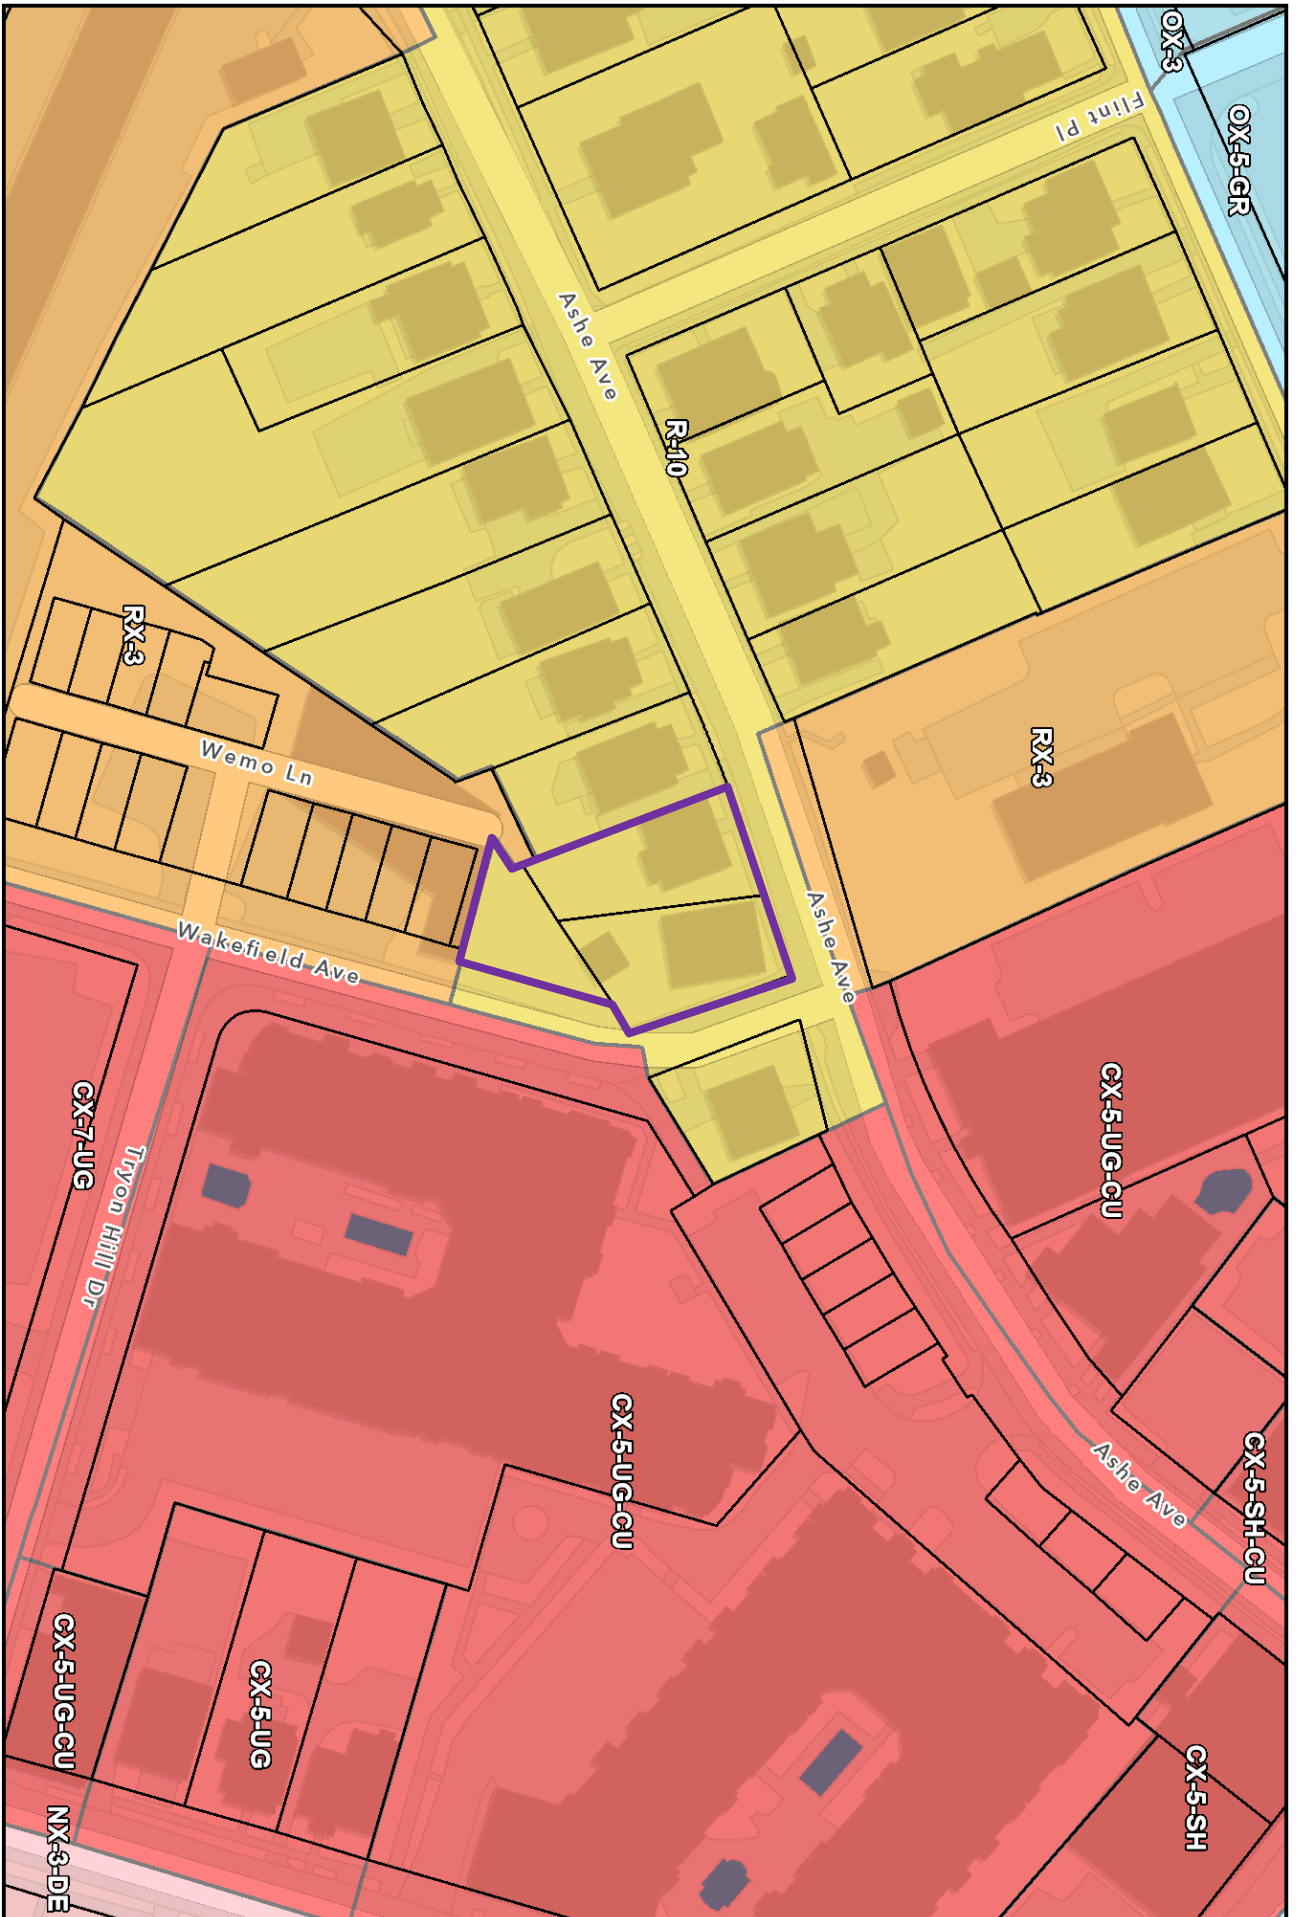 OX-3
OX-5-GR
Flint Pl
Ashe Ave
R-10
RX-3
RX-3
Wemo Ln
Ashe Ave
Wakefield Ave
CX-7-UG
Tryon Hill Dr
CX-5-UG-CU
CX-5-UG-CU
Ashe Ave
CX-5-SH-CU
CX-5-UG-CU
CX-5-UG
CX-5-SH
NX-3-DE